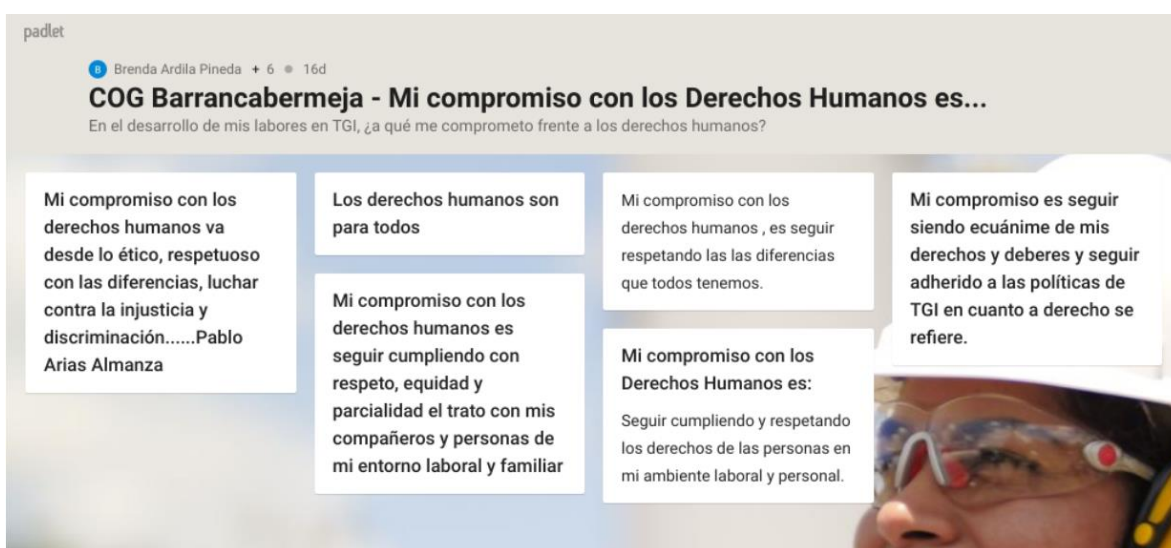 padlet
B Brenda Ardila Pineda + 6 • 16d
COG Barrancabermeja - Mi compromiso con los Derechos Humanos es...
En el desarrollo de mis labores en TGI, ¿a qué me comprometo frente a los derechos humanos?
Mi compromiso con los
derechos humanos va
desde lo ético, respetuoso
con las diferencias, luchar
contra la injusticia y
discriminación......Pablo
Arias Almanza
Los derechos humanos son
para todos
Mi compromiso con los
derechos humanos es
seguir cumpliendo con
respeto, equidad y
parcialidad el trato con mis
compañeros y personas de
mi entorno laboral y familiar
Mi compromiso con los
derechos humanos , es seguir
respetando las las diferencias
que todos tenemos.
Mi compromiso con los
Derechos Humanos es:
Seguir cumpliendo y respetando
los derechos de las personas en
mi ambiente laboral y personal.
Mi compromiso es seguir
siendo ecuánime de mis
derechos y deberes y seguir
adherido a las políticas de
TGI en cuanto a derecho se
refiere.